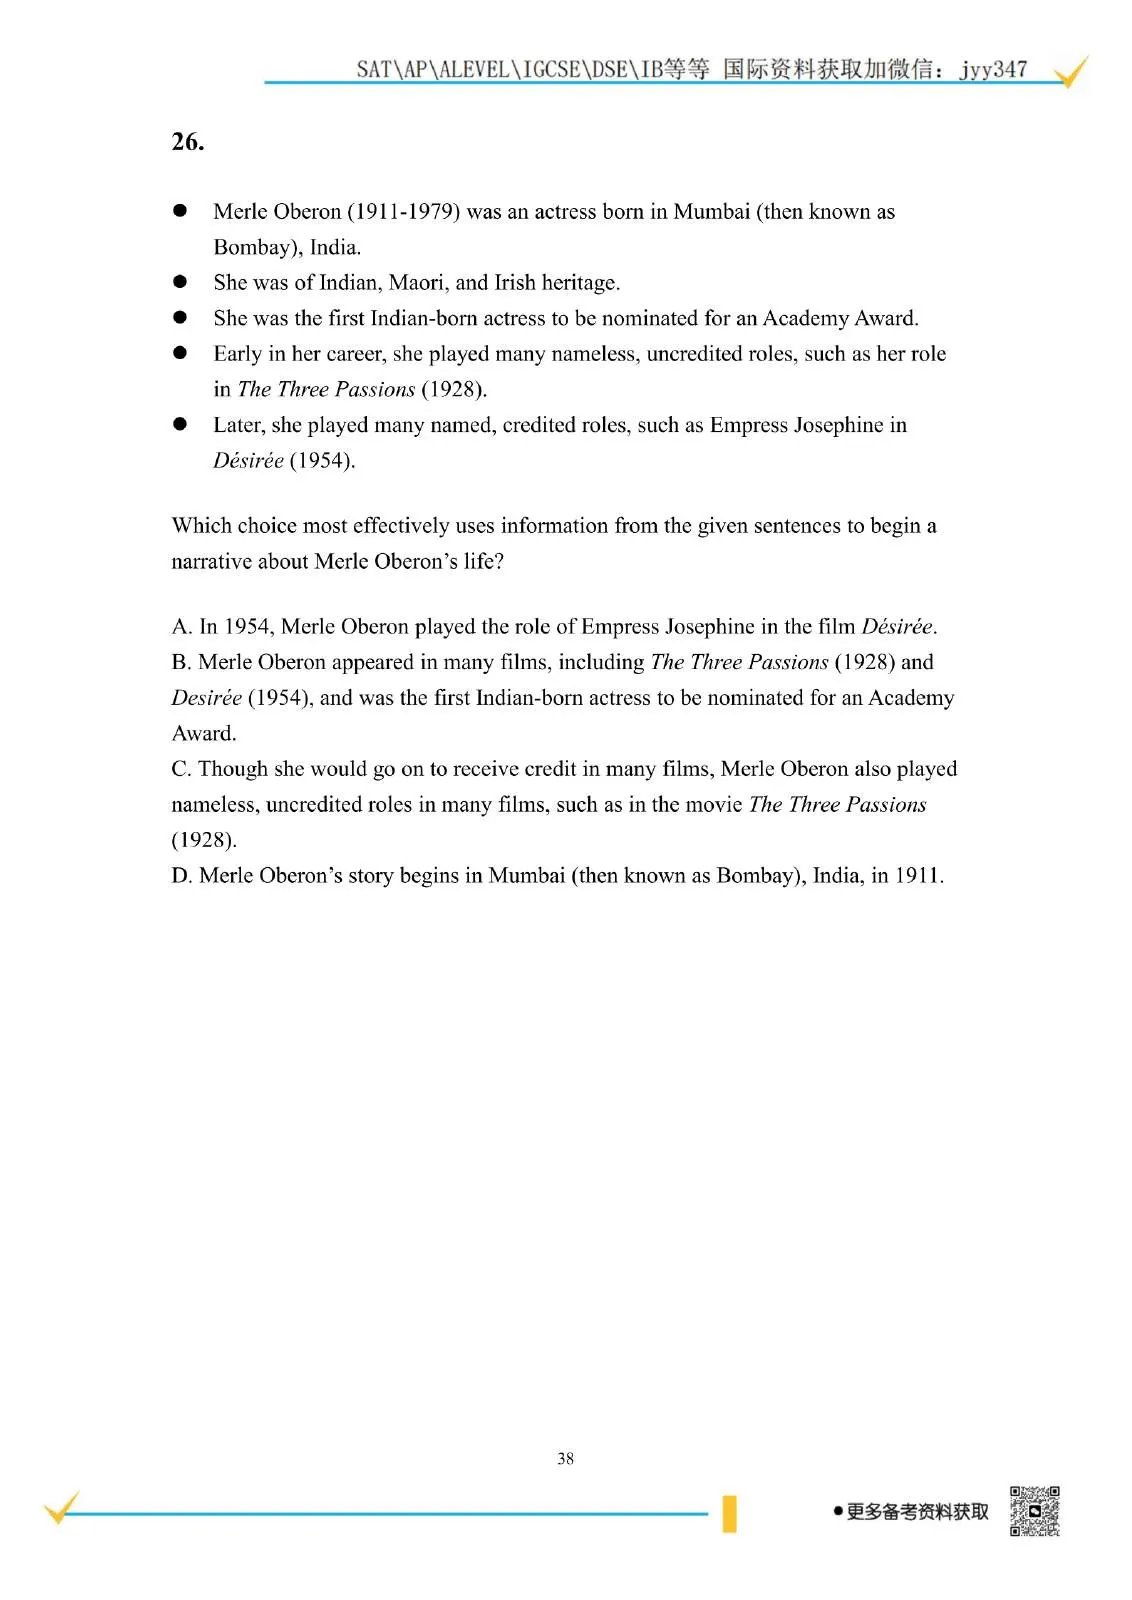 SAT\AP\ALEVEL\IGCSE\DSE\IB等等 国际资料获取加微信：jyy347
26.
● Merle Oberon (1911-1979) was an actress born in Mumbai (then known as
Bombay), India.
● She was of Indian, Maori, and Irish heritage.
● She was the first Indian-born actress to be nominated for an Academy Award.
● Early in her career, she played many nameless, uncredited roles, such as her role
in The Three Passions (1928).
● Later, she played many named, credited roles, such as Empress Josephine in
Désirée (1954).
Which choice most effectively uses information from the given sentences to begin a
narrative about Merle Oberon’s life?
A. In 1954, Merle Oberon played the role of Empress Josephine in the film Désirée.
B. Merle Oberon appeared in many films, including The Three Passions (1928) and
Desirée (1954), and was the first Indian-born actress to be nominated for an Academy
Award.
C. Though she would go on to receive credit in many films, Merle Oberon also played
nameless, uncredited roles in many films, such as in the movie The Three Passions
(1928).
D. Merle Oberon’s story begins in Mumbai (then known as Bombay), India, in 1911.
38
●更多备考资料获取